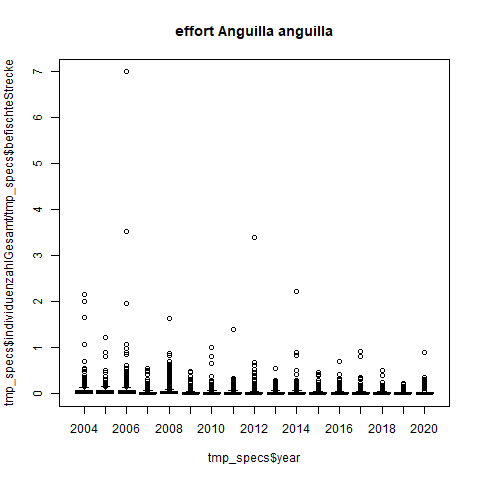 effort Anguilla anguilla
tmp_specs$individuenzahlGesamt/tmp_specs$befischteStrecke
7
6
5
4
3
2
1
0
2004 2006 2008 2010 2012 2014 2016 2018 2020
tmp_specs$year